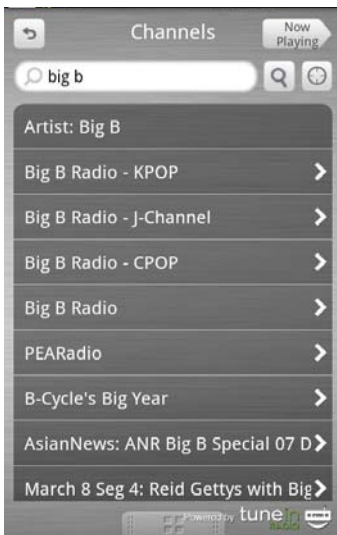 Channels
Now
Playing
big b
Artist: Big B
Big B Radio - KPOP
Big B Radio - J-Channel
Big B Radio - CPOP
Big B Radio
PEARadio
B-Cycle's Big Year
AsianNews: ANR Big B Special 07 D
March 8 Seg 4: Reid Gettys with Big
Powered by tunein
RADIO